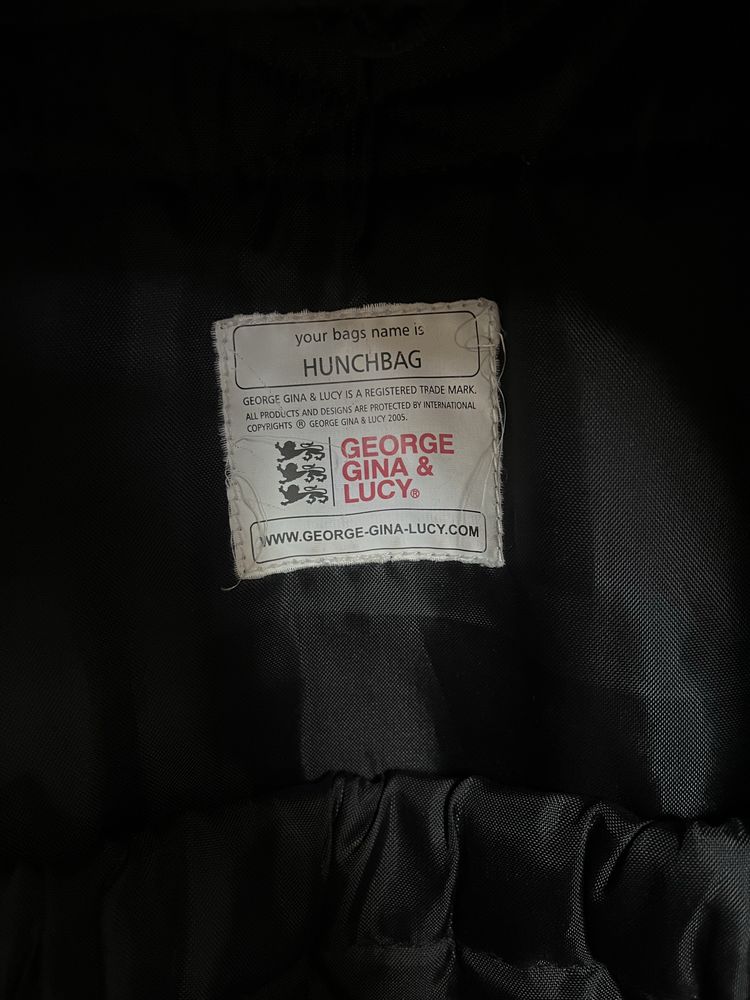 your bags name is
HUNCHBAG
GEORGE GINA & LUCY IS A REGISTERED TRADE MARK.
ALL PRODUCTS AND DESIGNS ARE PROTECTED BY INTERNATIONAL
COPYRIGHTS ® GEORGE GINA & LUCY 2005.
GEORGE
GINA &
LUCY®
WWW.GEORGE-GINA-LUCY.COM